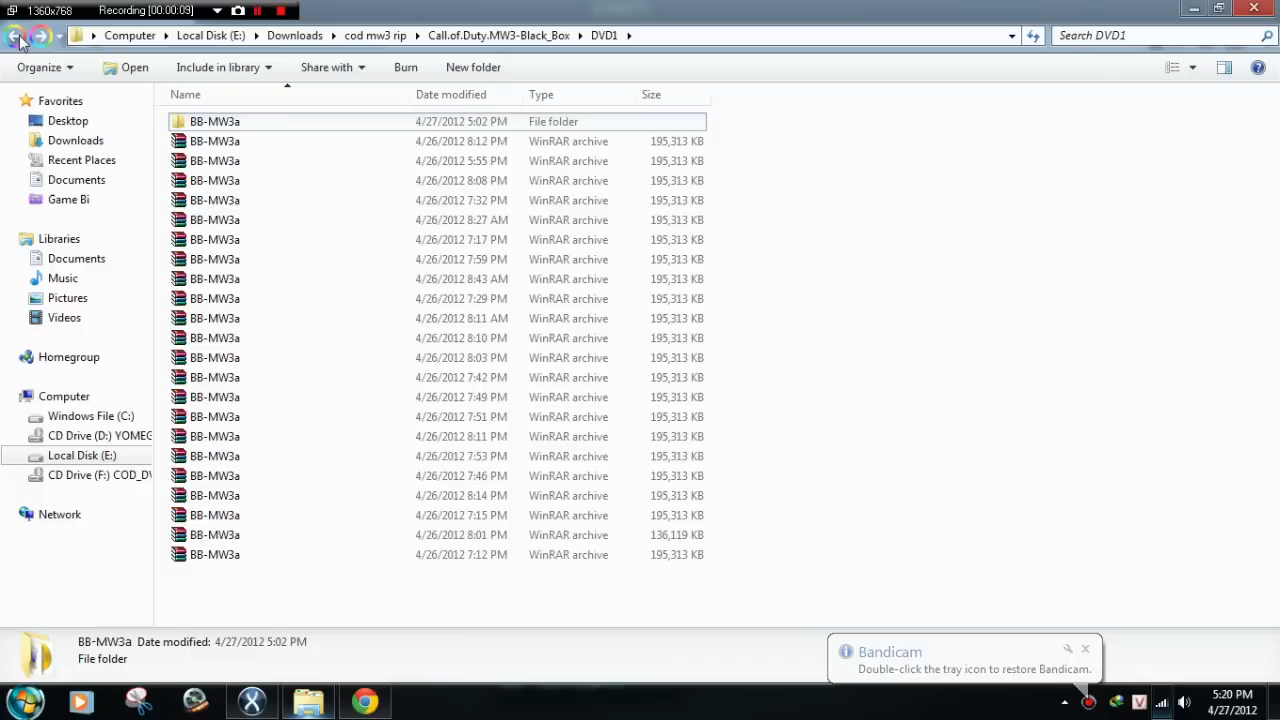 1360x768 Recording [00:00:09]
Computer Local Disk (E:) Downloads cod mw3 rip Call.of.Duty.MW3-Black_Box DVD1 Search DVD1
Organize Open Include in library Share with Burn New folder
Name Date modified Type Size
Favorites
Desktop
Downloads
Recent Places
Documents
Game Bi
Libraries
Documents
Music
Pictures
Videos
Homegroup
Computer
Windows File (C:)
CD Drive (D:) YOMEG
Local Disk (E:)
CD Drive (F:) COD_D
Network
BB-MW3a 4/27/2012 5:02 PM File folder
BB-MW3a 4/26/2012 8:12 PM WinRAR archive 195,313 KB
BB-MW3a 4/26/2012 5:55 PM WinRAR archive 195,313 KB
BB-MW3a 4/26/2012 8:08 PM WinRAR archive 195,313 KB
BB-MW3a 4/26/2012 7:32 PM WinRAR archive 195,313 KB
BB-MW3a 4/26/2012 8:27 AM WinRAR archive 195,313 KB
BB-MW3a 4/26/2012 7:17 PM WinRAR archive 195,313 KB
BB-MW3a 4/26/2012 7:59 PM WinRAR archive 195,313 KB
BB-MW3a 4/26/2012 8:43 AM WinRAR archive 195,313 KB
BB-MW3a 4/26/2012 7:29 PM WinRAR archive 195,313 KB
BB-MW3a 4/26/2012 8:11 AM WinRAR archive 195,313 KB
BB-MW3a 4/26/2012 8:10 PM WinRAR archive 195,313 KB
BB-MW3a 4/26/2012 8:03 PM WinRAR archive 195,313 KB
BB-MW3a 4/26/2012 7:42 PM WinRAR archive 195,313 KB
BB-MW3a 4/26/2012 7:49 PM WinRAR archive 195,313 KB
BB-MW3a 4/26/2012 7:51 PM WinRAR archive 195,313 KB
BB-MW3a 4/26/2012 8:11 PM WinRAR archive 195,313 KB
BB-MW3a 4/26/2012 7:53 PM WinRAR archive 195,313 KB
BB-MW3a 4/26/2012 7:46 PM WinRAR archive 195,313 KB
BB-MW3a 4/26/2012 8:14 PM WinRAR archive 195,313 KB
BB-MW3a 4/26/2012 7:15 PM WinRAR archive 195,313 KB
BB-MW3a 4/26/2012 8:01 PM WinRAR archive 136,119 KB
BB-MW3a 4/26/2012 7:12 PM WinRAR archive 195,313 KB
BB-MW3a Date modified: 4/27/2012 5:02 PM
File folder
Bandicam
Double-click the tray icon to restore Bandicam.
5:20 PM
4/27/2012